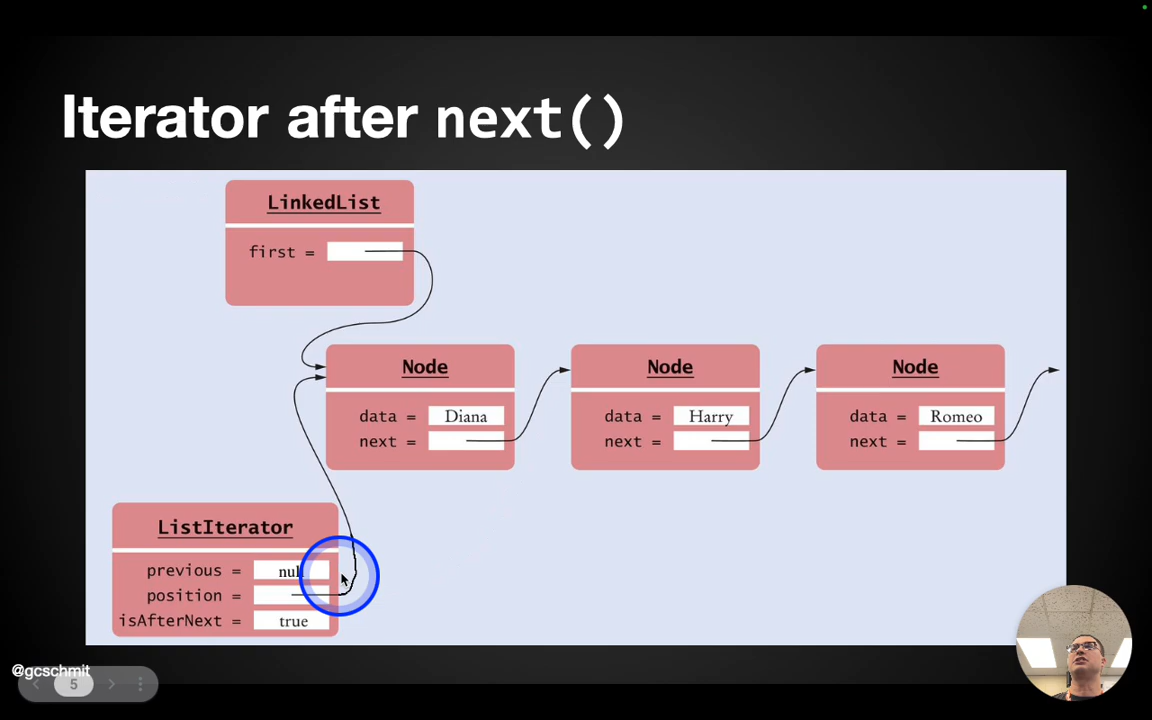 Iterator after next()
LinkedList
first =
Node
data = Diana
next =
Node
data = Harry
next =
Node
data = Romeo
next =
ListIterator
previous = null
position =
isAfterNext = true
@gcschmit
5